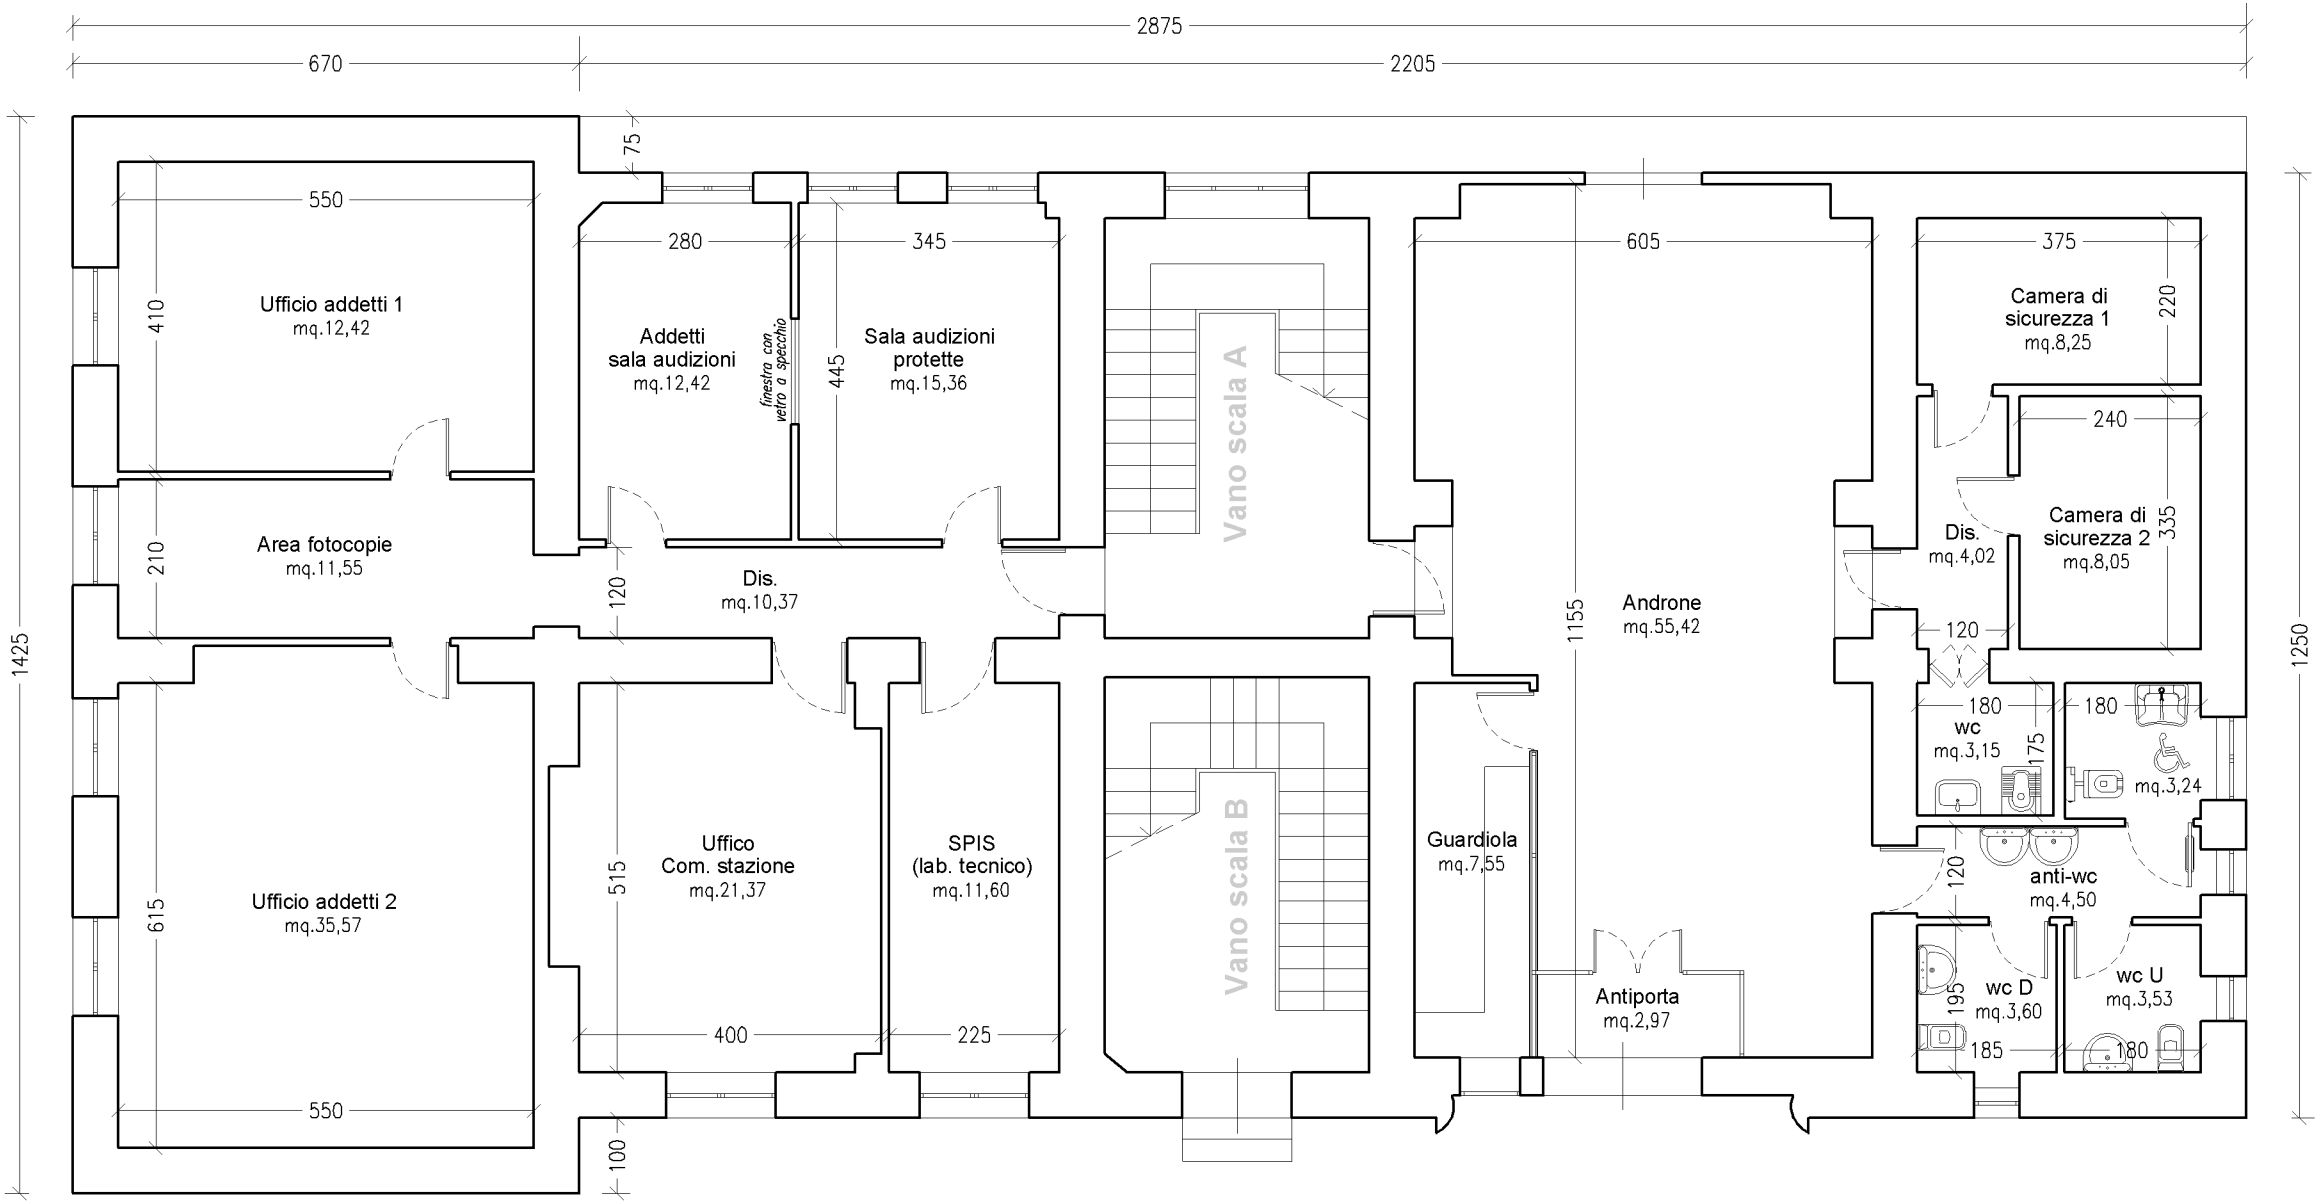 2875
670
2205
75
550
410
Ufficio addetti 1
mq.12,42
280
Addetti
sala audizioni
mq.12,42
finestra con
vetro a specchio
345
445
Sala audizioni
protette
mq.15,36
Vano scala A
605
1155
Androne
mq.55,42
375
220
Camera di
sicurezza 1
mq.8,25
240
335
Camera di
sicurezza 2
mq.8,05
Dis.
mq.4,02
120
210
Area fotocopie
mq.11,55
120
Dis.
mq.10,37
1425
1250
615
Ufficio addetti 2
mq.35,57
550
515
Uffico
Com. stazione
mq.21,37
400
SPIS
(lab. tecnico)
mq.11,60
225
Vano scala B
Guardiola
mq.7,55
Antiporta
mq.2,97
180
wc
mq.3,15
175
180
mq.3,24
120
anti-wc
mq.4,50
195
wc D
mq.3,60
185
wc U
mq.3,53
180
100